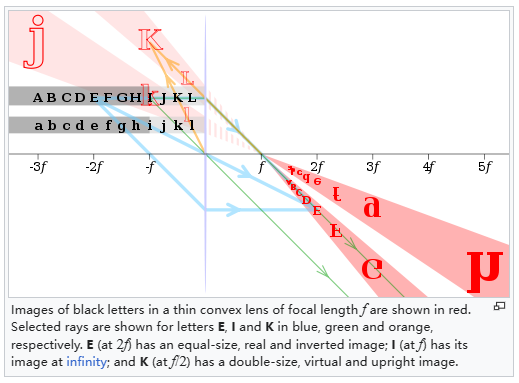 j
K
L
k
A B C D E F G H I J K L
l
a b c d e f g h i j k l
-3f -2f -f f 2f 3f 4f 5f
Images of black letters in a thin convex lens of focal length f are shown in red.
Selected rays are shown for letters E, I and K in blue, green and orange,
respectively. E (at 2f) has an equal-size, real and inverted image; I (at f) has its
image at infinity; and K (at f/2) has a double-size, virtual and upright image.